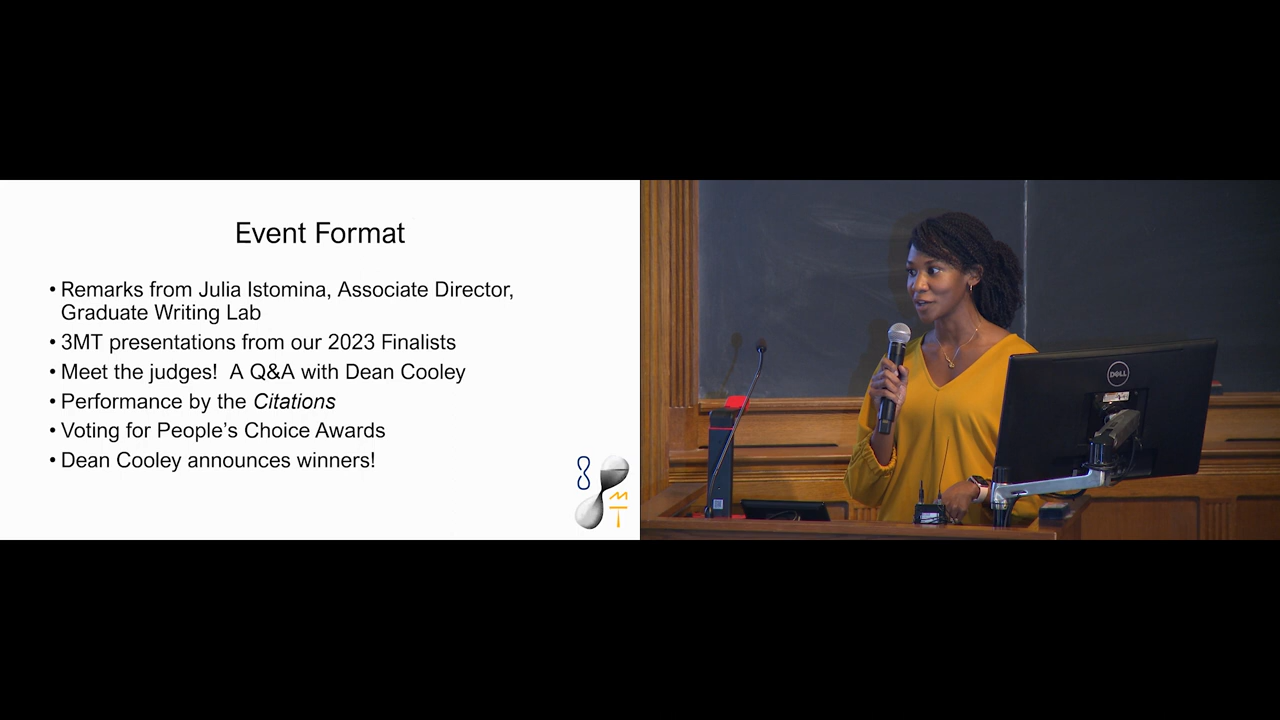 Event Format
• Remarks from Julia Istomina, Associate Director,
Graduate Writing Lab
• 3MT presentations from our 2023 Finalists
• Meet the judges!  A Q&A with Dean Cooley
• Performance by the Citations
• Voting for People’s Choice Awards
• Dean Cooley announces winners!
M
T
DELL